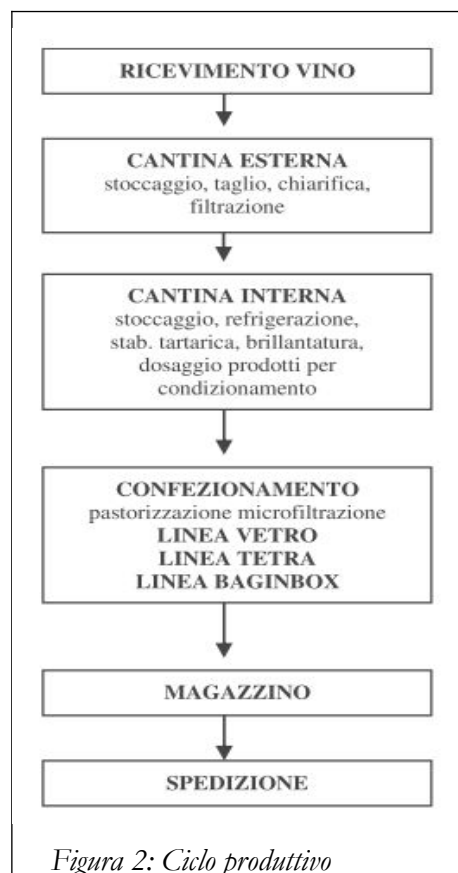 RICEVIMENTO VINO
CANTINA ESTERNA
stoccaggio, taglio, chiarifica,
filtrazione
CANTINA INTERNA
stoccaggio, refrigerazione,
stab. tartarica, brillantatura,
dosaggio prodotti per
condizionamento
CONFEZIONAMENTO
pastorizzazione microfiltrazione
LINEA VETRO
LINEA TETRA
LINEA BAGINBOX
MAGAZZINO
SPEDIZIONE
Figura 2: Ciclo produttivo